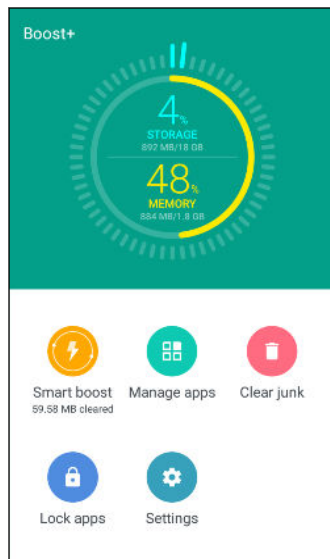 Boost+
4%
STORAGE
892 MB/18 GB
48%
MEMORY
884 MB/1.8 GB
Smart boost
59.58 MB cleared
Manage apps
Clear junk
Lock apps
Settings